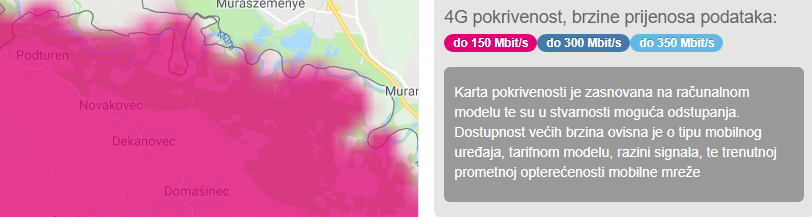 Muraszemenye
Podturen
Novakovec
Muran
Dekanovec
Domašinec
4G pokrivenost, brzine prijenosa podataka:
do 150 Mbit/s do 300 Mbit/s do 350 Mbit/s
Karta pokrivenosti je zasnovana na računalnom
modelu te su u stvarnosti moguća odstupanja.
Dostupnost većih brzina ovisna je o tipu mobilnog
uređaja, tarifnom modelu, razini signala, te trenutnoj
prometnoj opterećenosti mobilne mreže